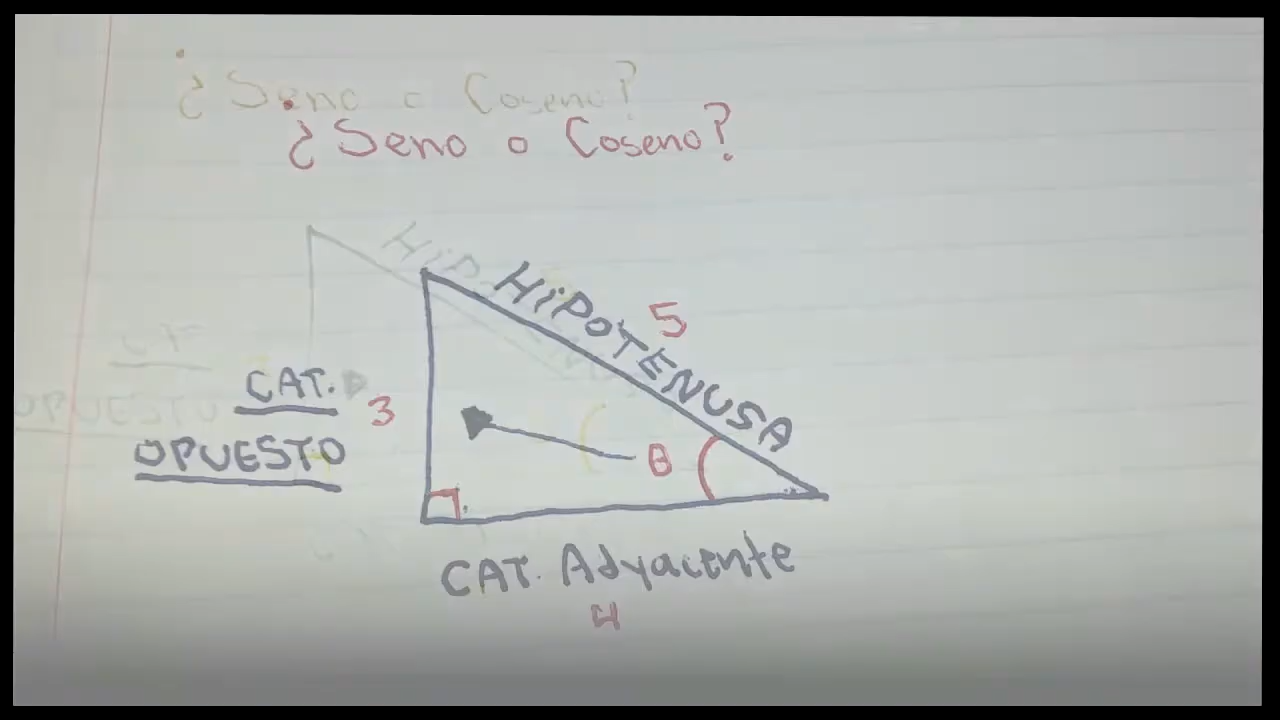 ¿Seno o Coseno?
¿Seno o Coseno?
HIPOTENUSA
5
CAT.
3
OPUESTO
θ
CAT. Adyacente
4